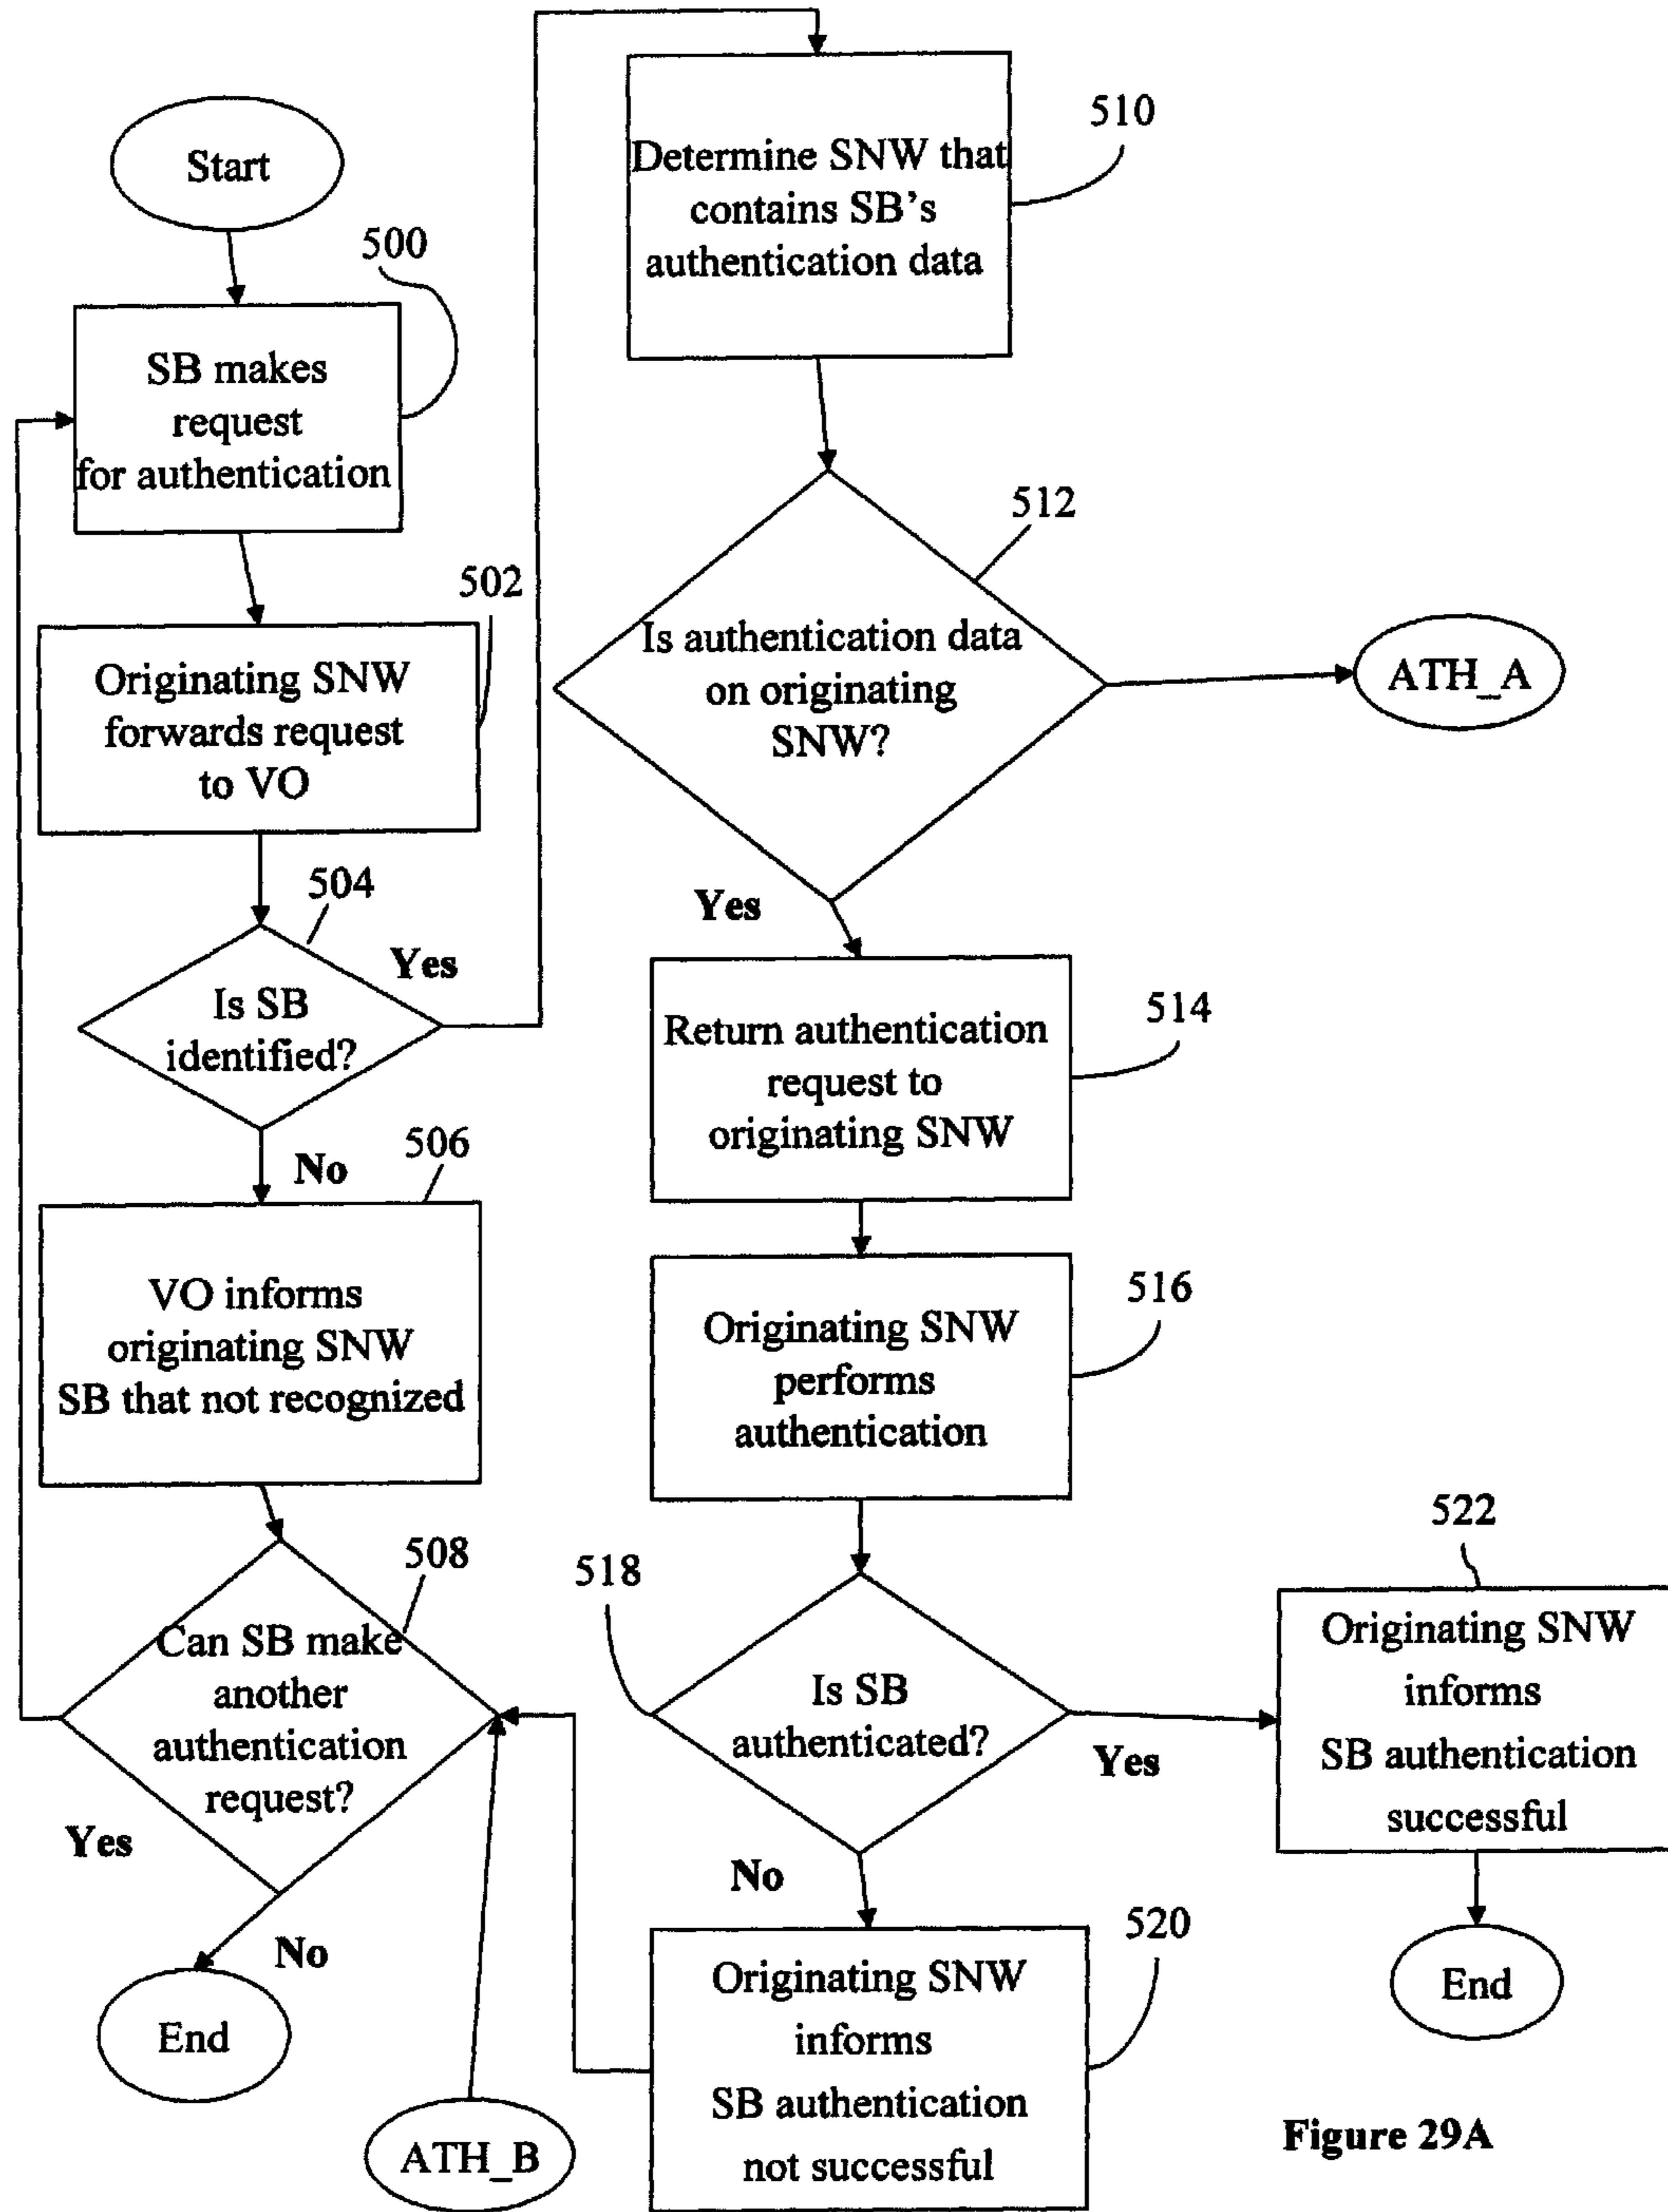 Start
500
SB makes
request
for authentication
502
Originating SNW
forwards request
to VO
504
Yes
Is SB
identified?
No
506
VO informs
originating SNW
SB that not recognized
508
Can SB make
another
authentication
request?
Yes
No
End
ATH_B
510
Determine SNW that
contains SB's
authentication data
512
Is authentication data
on originating
SNW?
ATH_A
Yes
514
Return authentication
request to
originating SNW
516
Originating SNW
performs
authentication
518
Is SB
authenticated?
Yes
No
520
Originating SNW
informs
SB authentication
not successful
522
Originating SNW
informs
SB authentication
successful
End
Figure 29A